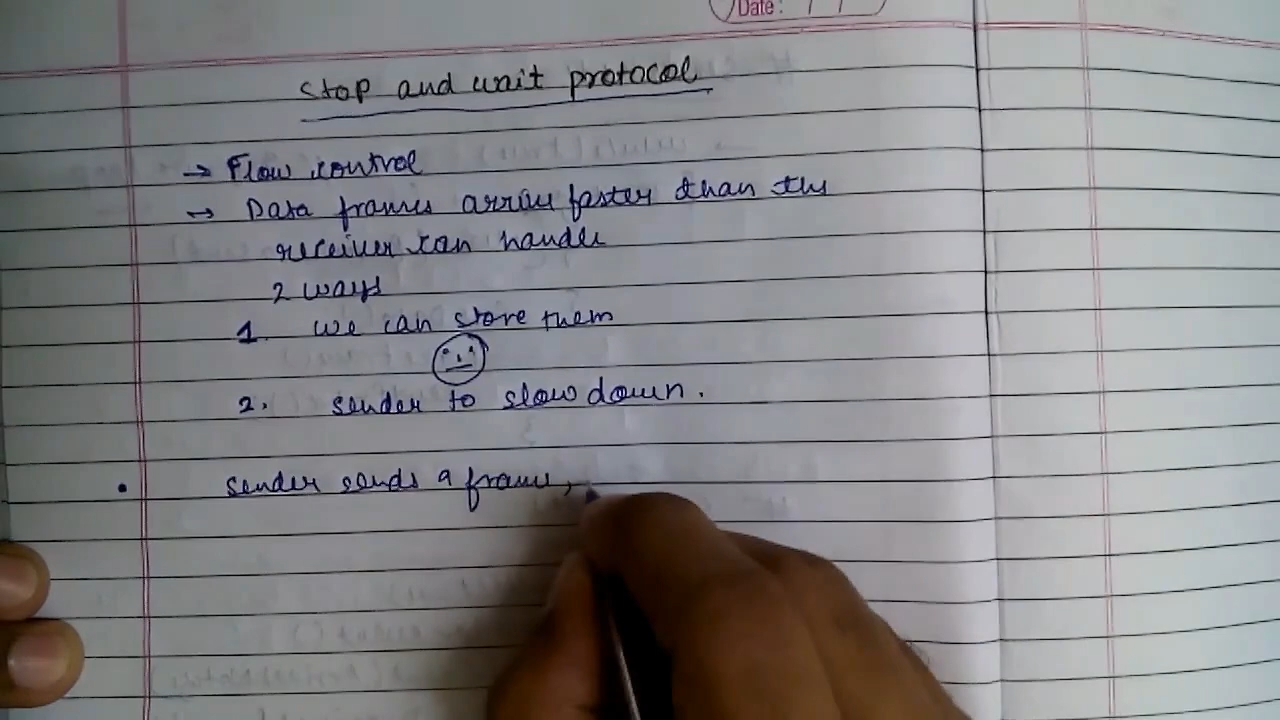 Date : / /
Stop and wait protocol
→ Flow control
→ Data frames arrive faster than the
receiver can handle
2 ways
1. we can store them
2. sender to slow down.
• sender sends a frame,